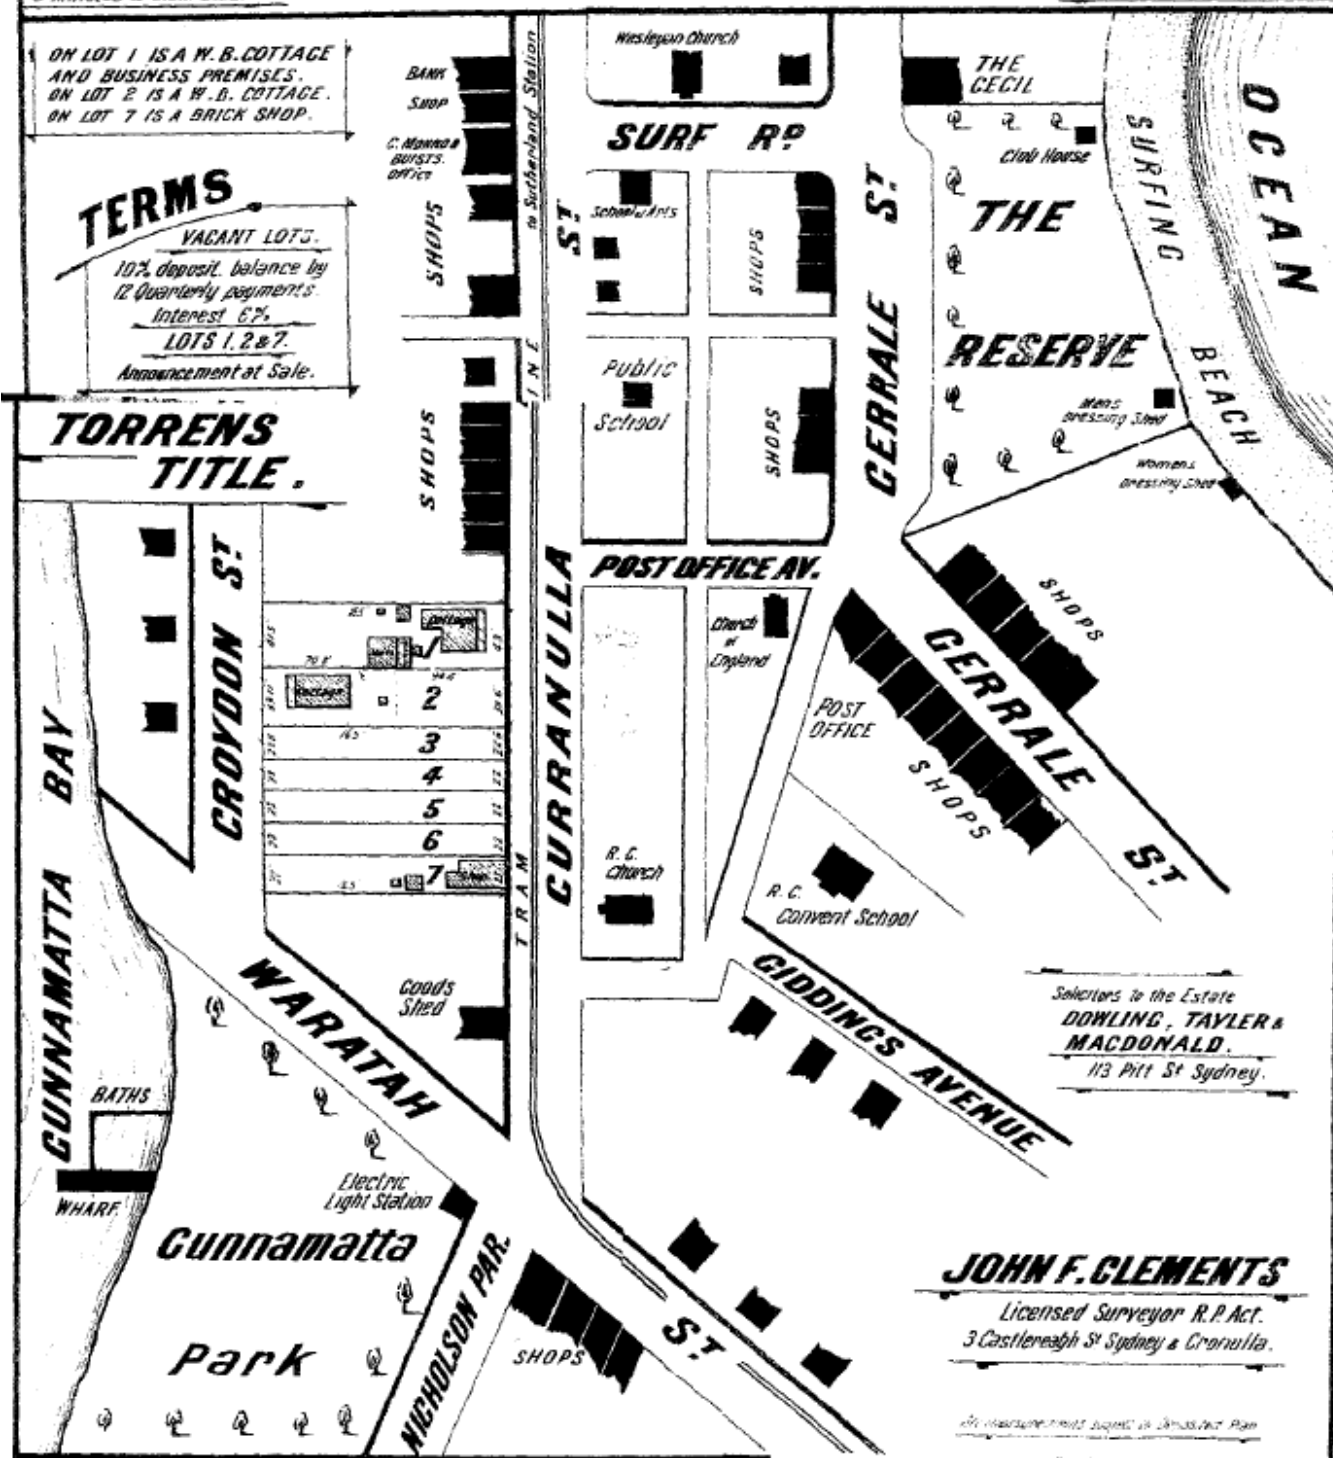 ON LOT 1 IS A W.B. COTTAGE
AND BUSINESS PREMISES.
ON LOT 2 IS A W.B. COTTAGE.
ON LOT 7 IS A BRICK SHOP.
TERMS
VACANT LOTS.
10% deposit. balance by
12 Quarterly payments.
Interest 6%
LOTS 1, 2 & 7.
Announcement at Sale.
TORRENS
TITLE.
BANK
SHOP
C. MONRO &
BUISTS.
OFFICE
SHOPS
SHOPS
to Sutherland Station
Wesleyan Church
SURF RD
School of Arts
SHOPS
Public
School
SHOPS
POST OFFICE AV.
THE
CECIL
Club House
THE
RESERVE
Mens
Dressing Shed
Womens
Dressing Shed
SURFING
BEACH
OCEAN
GERRALE ST
CROYDON ST
CURRANULLA
ST.
TRAM
LINE
Cottage
Cottage
2
3
4
5
6
7
165
Church
of
England
POST
OFFICE
SHOPS
SHOPS
GERRALE
ST
R.C.
Church
R.C.
Convent School
GIDDINGS AVENUE
GUNNAMATTA BAY
WARATAH
ST
Goods
Shed
BATHS
WHARF
Electric
Light Station
Gunnamatta
Park
NICHOLSON PAR.
SHOPS
Solicitors to the Estate
DOWLING, TAYLER &
MACDONALD.
113 Pitt St Sydney.
JOHN F. CLEMENTS
Licensed Surveyor R.P. Act.
3 Castlereagh St Sydney & Cronulla.